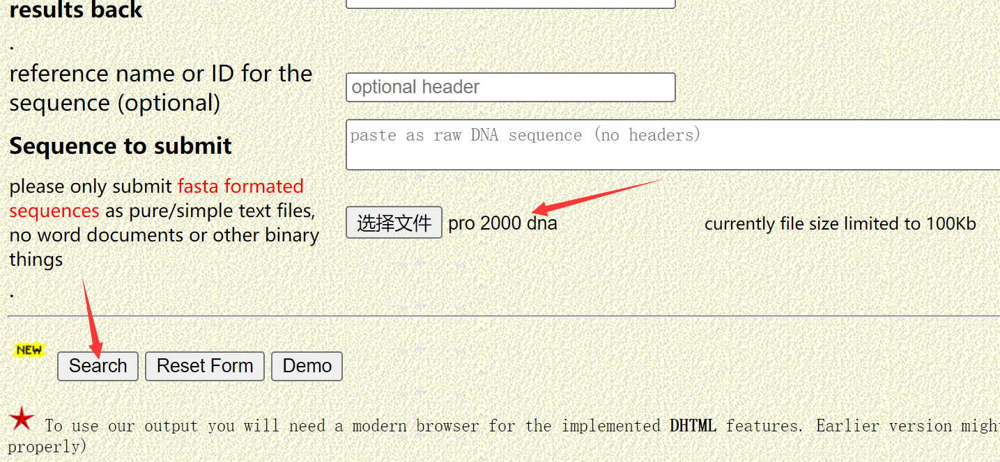 results back
.
reference name or ID for the
sequence (optional)
optional header
Sequence to submit
paste as raw DNA sequence (no headers)
please only submit fasta formated
sequences as pure/simple text files,
no word documents or other binary
things
选择文件 pro 2000 dna
currently file size limited to 100Kb
.
NEW
Search Reset Form Demo
To use our output you will need a modern browser for the implemented DHTML features. Earlier version migh
properly)